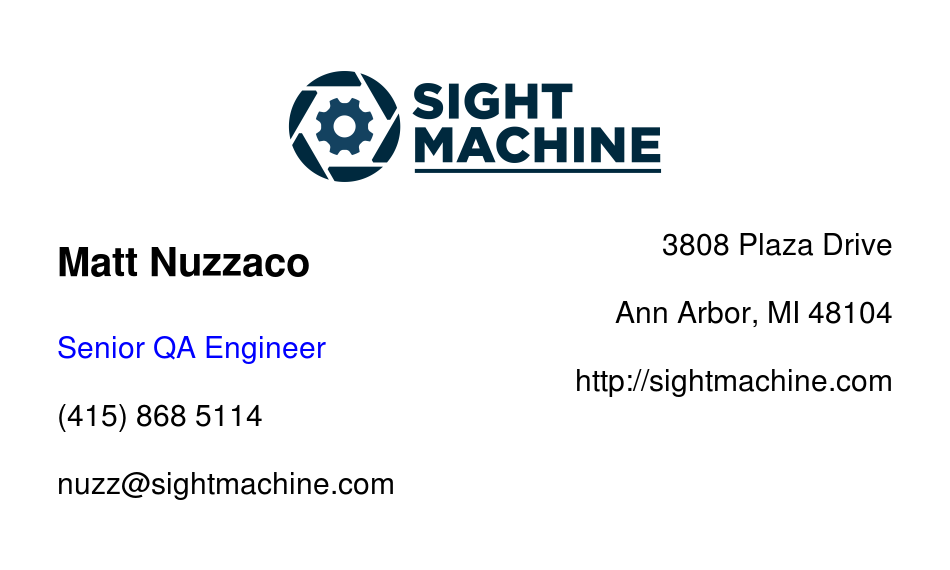 SIGHT
MACHINE
Matt Nuzzaco
Senior QA Engineer
(415) 868 5114
nuzz@sightmachine.com
3808 Plaza Drive
Ann Arbor, MI 48104
http://sightmachine.com